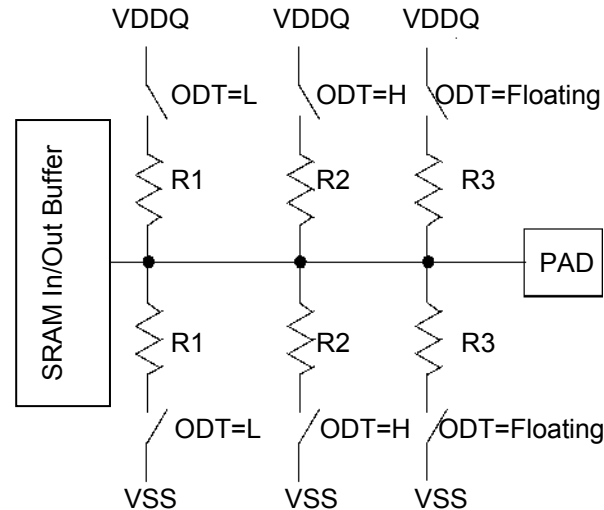 VDDQ VDDQ VDDQ
ODT=L ODT=H ODT=Floating
R1 R2 R3
SRAM In/Out Buffer
PAD
R1 R2 R3
ODT=L ODT=H ODT=Floating
VSS VSS VSS